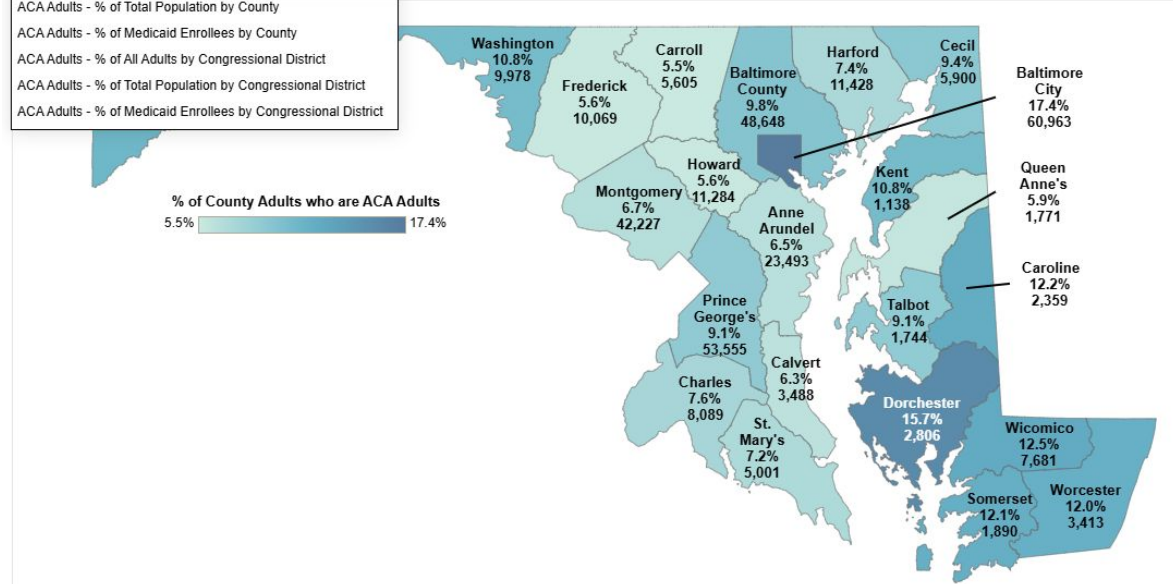 ACA Adults - % of Total Population by County
ACA Adults - % of Medicaid Enrollees by County
ACA Adults - % of All Adults by Congressional District
ACA Adults - % of Total Population by Congressional District
ACA Adults - % of Medicaid Enrollees by Congressional District
Washington
10.8%
9,978
Frederick
5.6%
10,069
Carroll
5.5%
5,605
Baltimore
County
9.8%
48,648
Harford
7.4%
11,428
Cecil
9.4%
5,900
Baltimore
City
17.4%
60,963
Howard
5.6%
11,284
Montgomery
6.7%
42,227
Kent
10.8%
1,138
Queen
Anne's
5.9%
1,771
% of County Adults who are ACA Adults
5.5%
17.4%
Anne
Arundel
6.5%
23,493
Caroline
12.2%
2,359
Prince
George's
9.1%
53,555
Talbot
9.1%
1,744
Calvert
6.3%
3,488
Charles
7.6%
8,089
St.
Mary's
7.2%
5,001
Dorchester
15.7%
2,806
Wicomico
12.5%
7,681
Somerset
12.1%
1,890
Worcester
12.0%
3,413